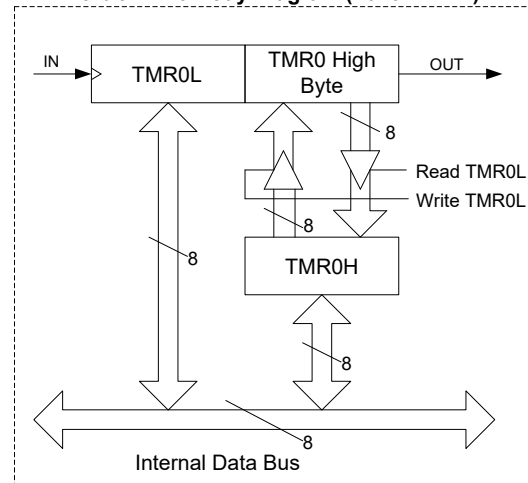 IN
TMR0L
TMR0 High
Byte
OUT
8
Read TMR0L
Write TMR0L
8
8
TMR0H
8
8
Internal Data Bus